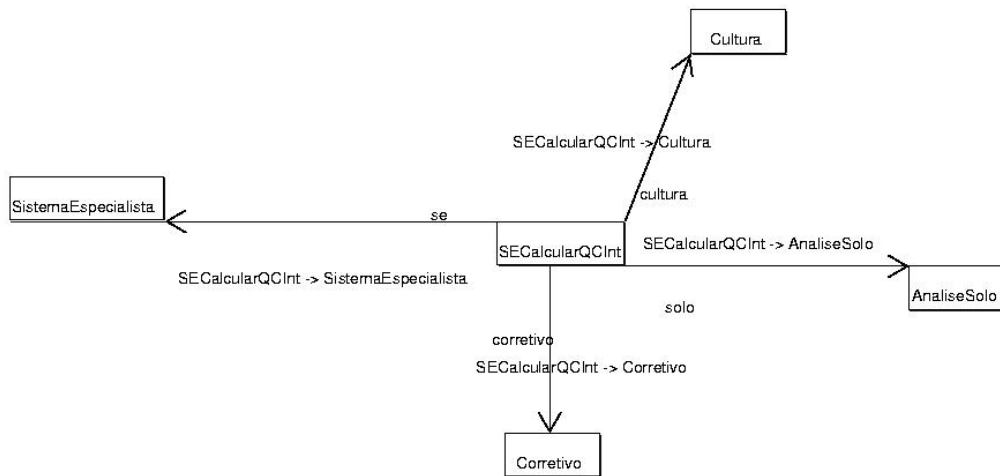 Cultura
SECalcularQCInt -> Cultura
SistemaEspecialista
cultura
se
SECalcularQCInt
SECalcularQCInt -> AnaliseSolo
SECalcularQCInt -> SistemaEspecialista
AnaliseSolo
solo
corretivo
SECalcularQCInt -> Corretivo
Corretivo